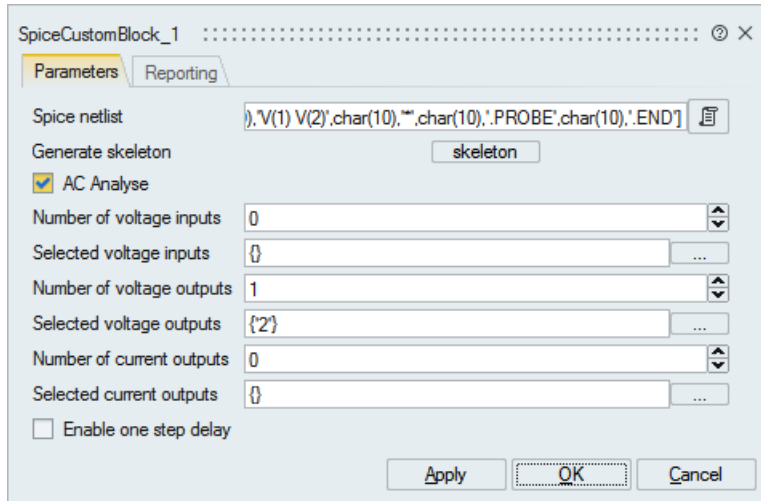 SpiceCustomBlock_1
Parameters Reporting
Spice netlist ),'V(1) V(2)',char(10),'*',char(10),'.PROBE',char(10),'.END']
Generate skeleton skeleton
AC Analyse
Number of voltage inputs 0
Selected voltage inputs {} ...
Number of voltage outputs 1
Selected voltage outputs {'2'} ...
Number of current outputs 0
Selected current outputs {} ...
Enable one step delay
Apply OK Cancel